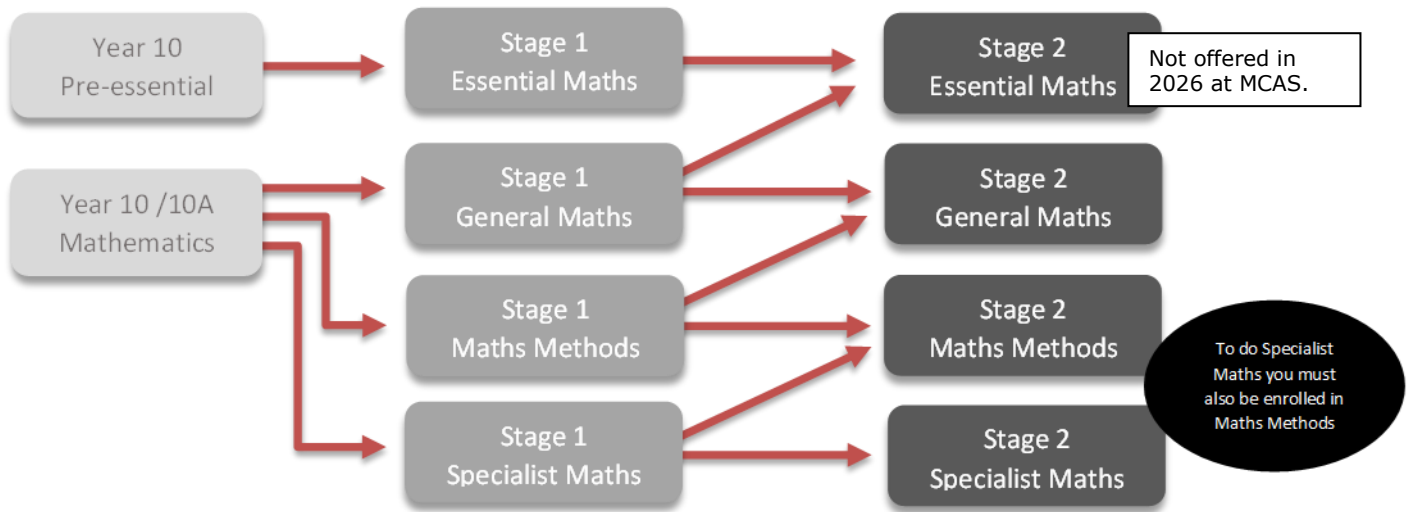 Year 10
Pre-essential
Stage 1
Essential Maths
Stage 2
Essential Maths
Not offered in
2026 at MCAS.
Year 10 /10A
Mathematics
Stage 1
General Maths
Stage 2
General Maths
Stage 1
Maths Methods
Stage 2
Maths Methods
To do Specialist
Maths you must
also be enrolled in
Maths Methods
Stage 1
Specialist Maths
Stage 2
Specialist Maths